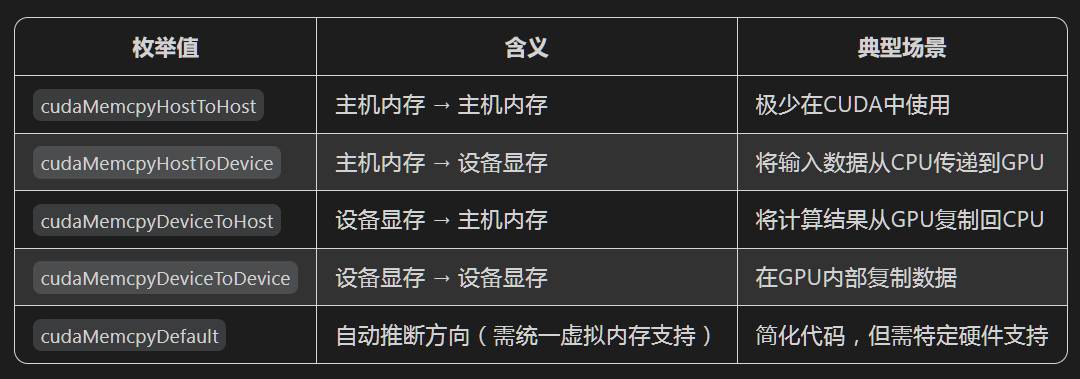 枚举值 含义 典型场景
cudaMemcpyHostToHost 主机内存 → 主机内存 极少在CUDA中使用
cudaMemcpyHostToDevice 主机内存 → 设备显存 将输入数据从CPU传递到GPU
cudaMemcpyDeviceToHost 设备显存 → 主机内存 将计算结果从GPU复制回CPU
cudaMemcpyDeviceToDevice 设备显存 → 设备显存 在GPU内部复制数据
cudaMemcpyDefault 自动推断方向（需统一虚拟内存支持） 简化代码，但需特定硬件支持